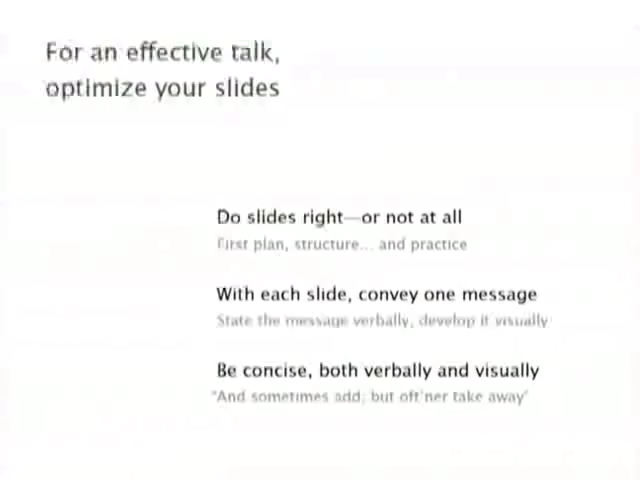 For an effective talk,
optimize your slides
Do slides right—or not at all
First plan, structure... and practice
With each slide, convey one message
State the message verbally, develop it visually
Be concise, both verbally and visually
"And sometimes add; but oft'ner take away"